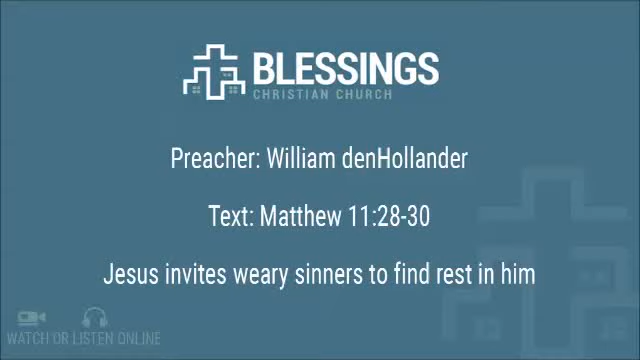 BLESSINGS
CHRISTIAN CHURCH
Preacher: William denHollander
Text: Matthew 11:28-30
Jesus invites weary sinners to find rest in him
WATCH OR LISTEN ONLINE